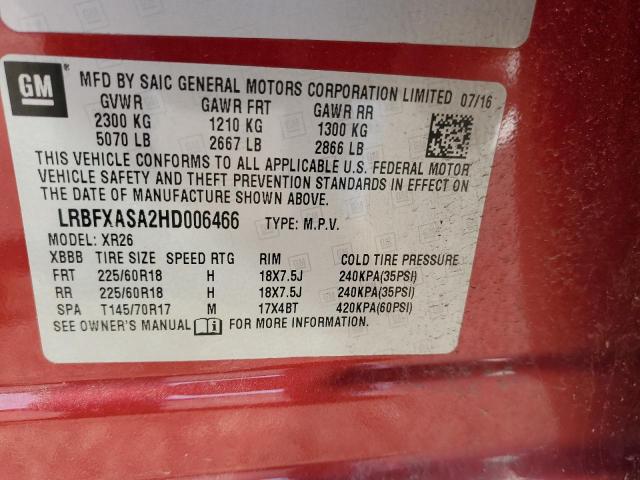 GM ® MFD BY SAIC GENERAL MOTORS CORPORATION LIMITED 07/16
GVWR GAWR FRT GAWR RR
2300 KG 1210 KG 1300 KG
5070 LB 2667 LB 2866 LB
THIS VEHICLE CONFORMS TO ALL APPLICABLE U.S. FEDERAL MOTOR
VEHICLE SAFETY AND THEFT PREVENTION STANDARDS IN EFFECT ON
THE DATE OF MANUFACTURE SHOWN ABOVE.
LRBFXASA2HD006466 TYPE: M.P.V.
MODEL: XR26
XBBB TIRE SIZE SPEED RTG RIM COLD TIRE PRESSURE
FRT 225/60R18 H 18X7.5J 240KPA(35PSI)
RR 225/60R18 H 18X7.5J 240KPA(35PSI)
SPA T145/70R17 M 17X4BT 420KPA(60PSI)
SEE OWNER'S MANUAL FOR MORE INFORMATION.